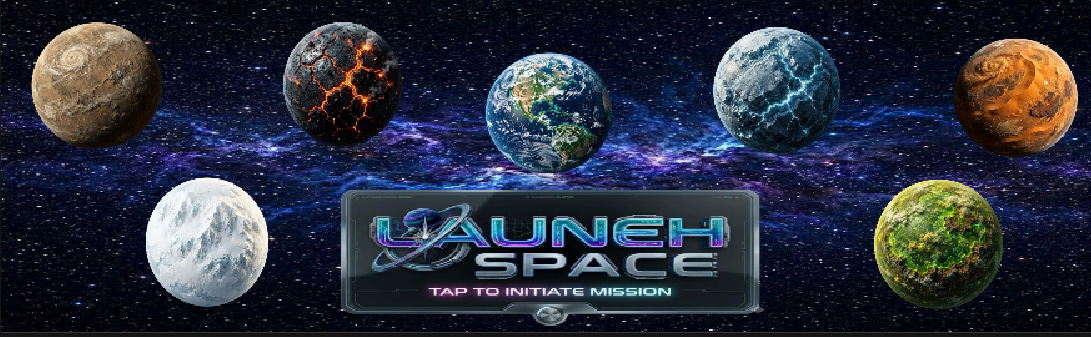 LAUNEH
SPACE
TAP TO INITIATE MISSION